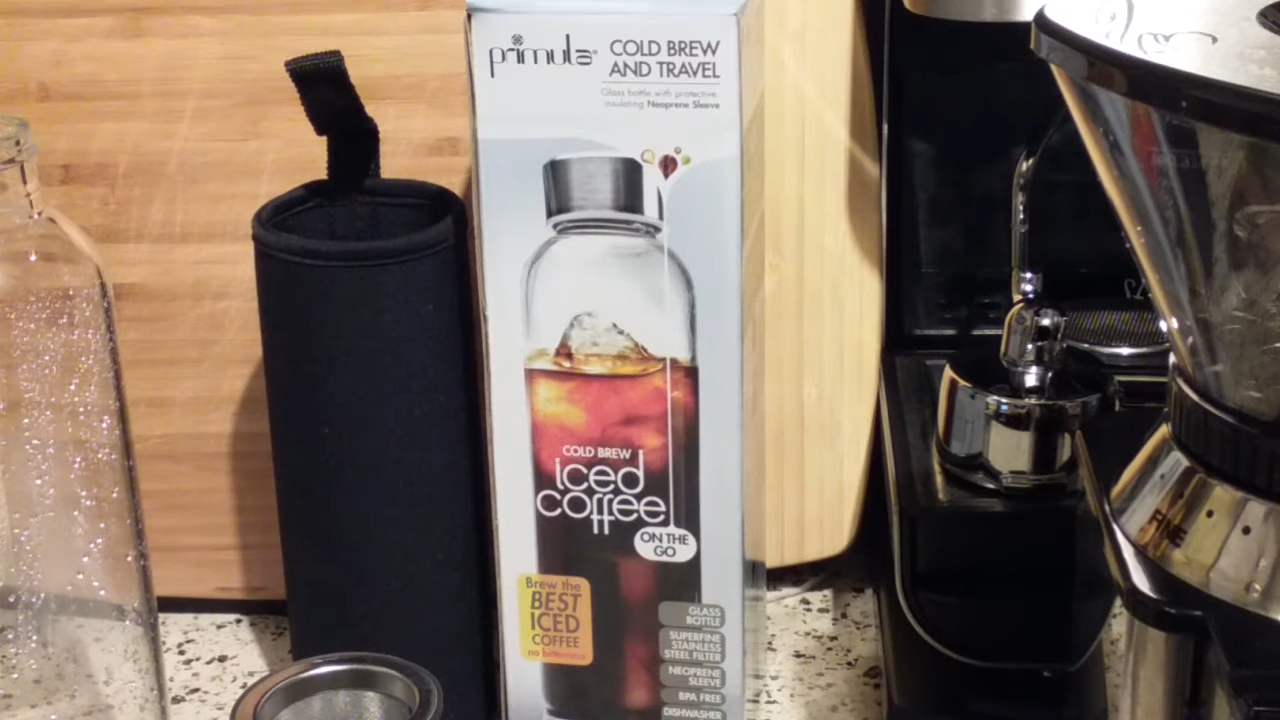 primula®
COLD BREW
AND TRAVEL
Glass bottle with protective,
insulating Neoprene Sleeve
COLD BREW
iced
coffee
ON THE
GO
Brew the
BEST
ICED
COFFEE
no bitterness
GLASS
BOTTLE
SUPERFINE
STAINLESS
STEEL FILTER
NEOPRENE
SLEEVE
BPA FREE
DISHWASHER
FINE